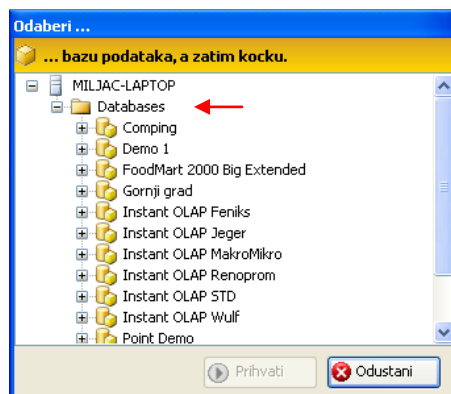 Odaberi ...
... bazu podataka, a zatim kocku.
MILJAC-LAPTOP
Databases
Comping
Demo 1
FoodMart 2000 Big Extended
Gornji grad
Instant OLAP Feniks
Instant OLAP Jeger
Instant OLAP MakroMikro
Instant OLAP Renoprom
Instant OLAP STD
Instant OLAP Wulf
Point Demo
Prihvati Odustani